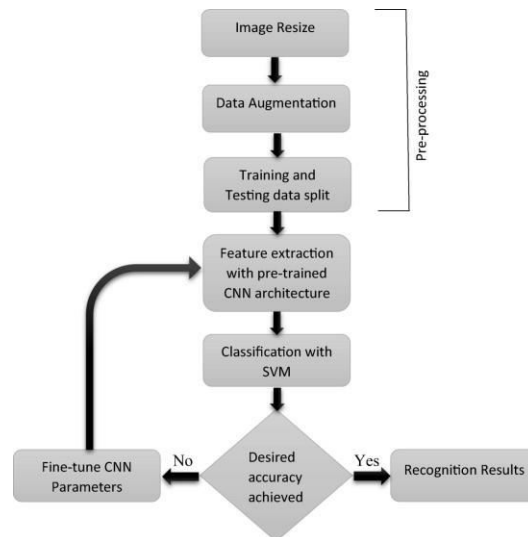 Image Resize
Data Augmentation
Pre-processing
Training and
Testing data split
Feature extraction
with pre-trained
CNN architecture
Classification with
SVM
Desired
accuracy
achieved
No
Yes
Fine-tune CNN
Parameters
Recognition Results